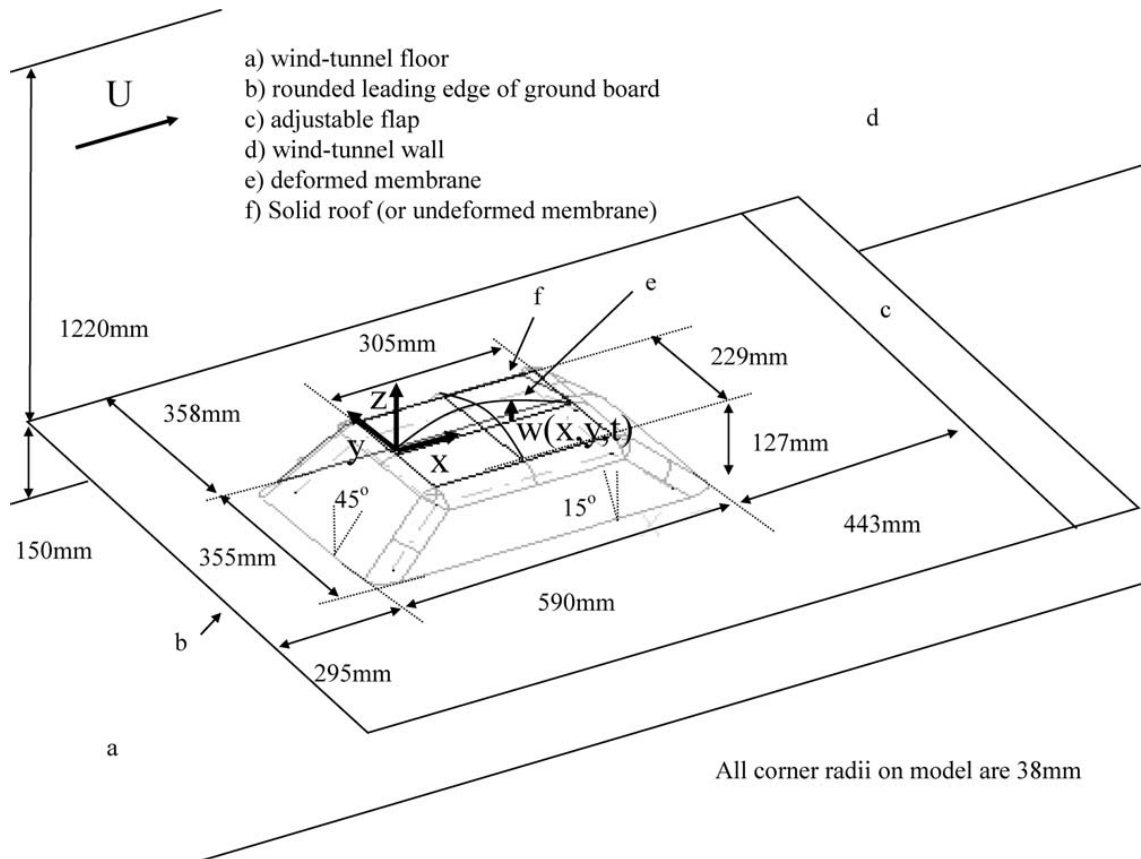 a) wind-tunnel floor
b) rounded leading edge of ground board
c) adjustable flap
d) wind-tunnel wall
e) deformed membrane
f) Solid roof (or undeformed membrane)
U
d
1220mm
305mm
f
e
c
229mm
358mm
z
w(x,y,t)
127mm
y
x
45o
15o
443mm
150mm
355mm
590mm
b
295mm
a
All corner radii on model are 38mm